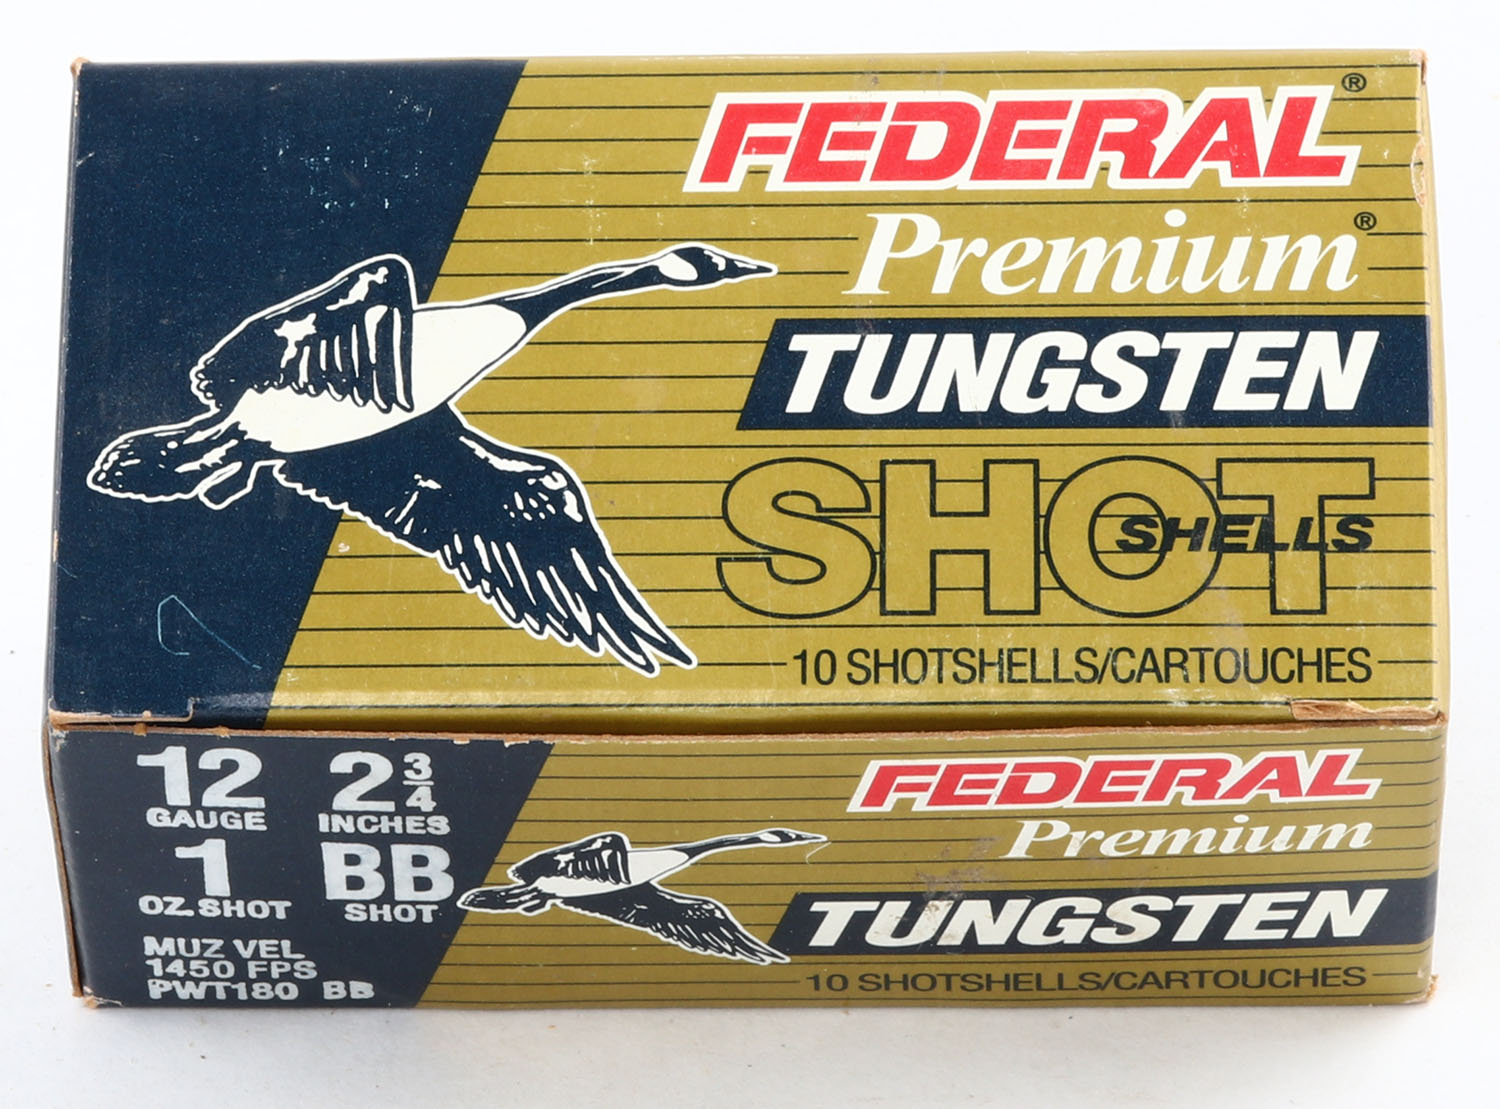 FEDERAL®
Premium®
TUNGSTEN
SHOT
SHELLS
10 SHOTSHELLS/CARTOUCHES
12 GAUGE
2 3/4 INCHES
1 OZ. SHOT
BB SHOT
MUZ VEL
1450 FPS
PWT180 BB
FEDERAL
Premium
TUNGSTEN
10 SHOTSHELLS/CARTOUCHES